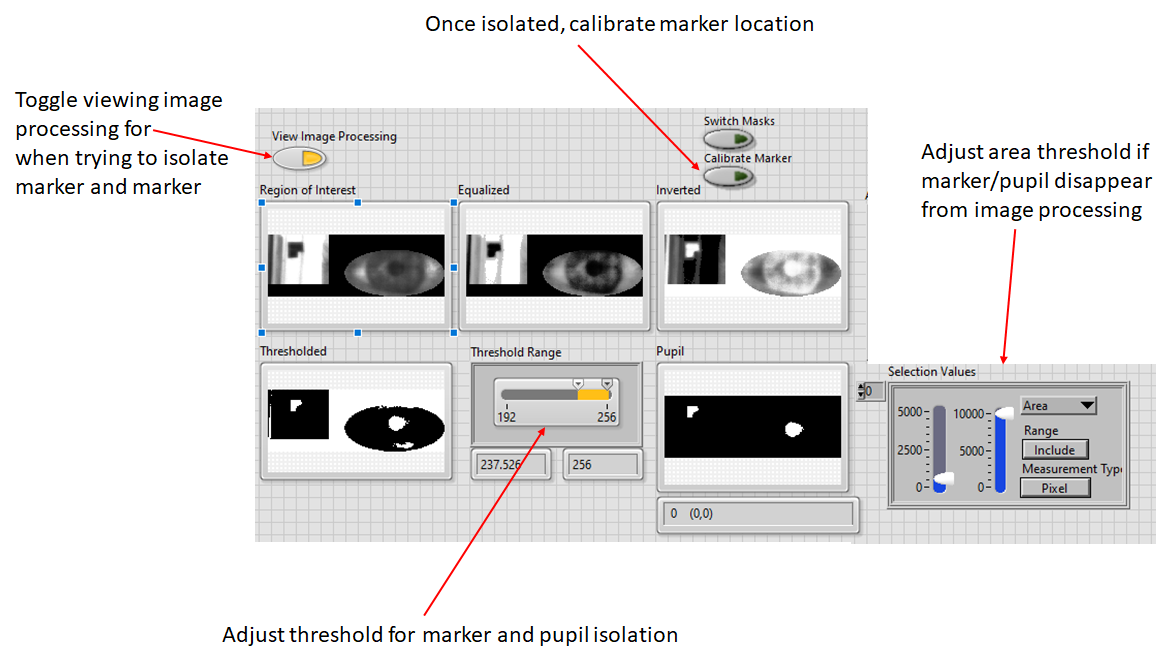 Once isolated, calibrate marker location
Toggle viewing image
processing for
when trying to isolate
marker and marker
View Image Processing
Switch Masks
Calibrate Marker
Adjust area threshold if
marker/pupil disappear
from image processing
Region of Interest
Equalized
Inverted
Thresholded
Threshold Range
192
256
237.526
256
Pupil
0 (0,0)
Selection Values
0
5000
2500
0
10000
5000
0
Area
Range
Include
Measurement Type
Pixel
Adjust threshold for marker and pupil isolation